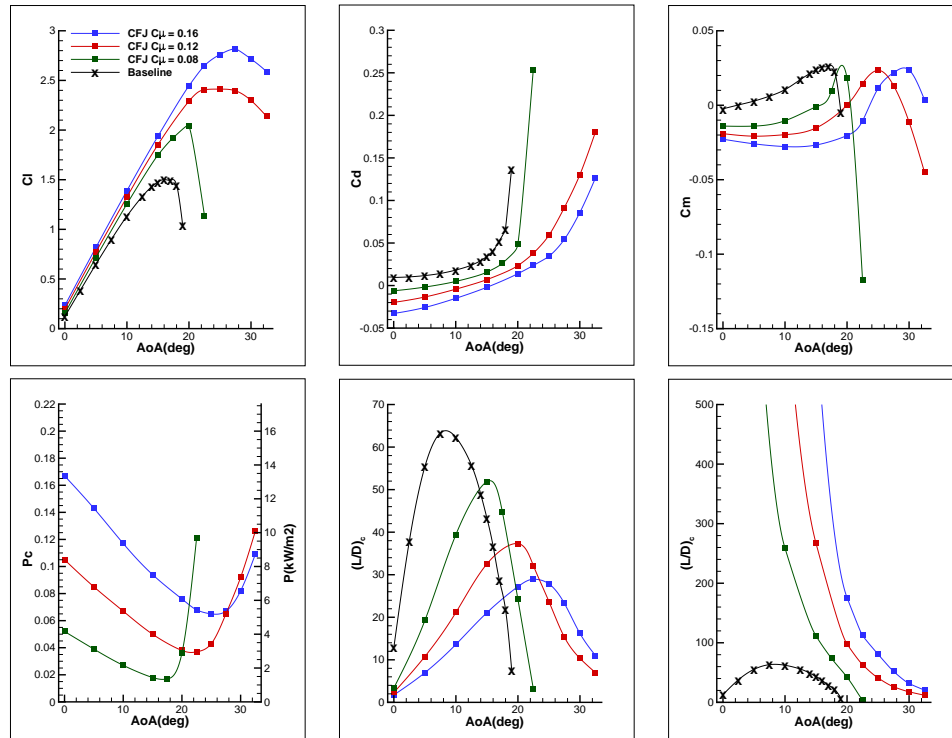 CFJ Cμ = 0.16
CFJ Cμ = 0.12
CFJ Cμ = 0.08
Baseline
Cl
3
2.5
2
1.5
1
0.5
0
0 10 20 30
AoA(deg)
Cd
0.3
0.25
0.2
0.15
0.1
0.05
0
-0.05
0 10 20 30
AoA(deg)
Cm
0.05
0
-0.05
-0.1
-0.15
0 10 20 30
AoA(deg)
Pc
0.22
0.2
0.18
0.16
0.14
0.12
0.1
0.08
0.06
0.04
0.02
0
0 10 20 30
AoA(deg)
P(kW/m2)
16
14
12
10
8
6
4
2
0
(L/D)c
70
60
50
40
30
20
10
0
0 10 20 30
AoA(deg)
(L/D)c
500
400
300
200
100
0
0 10 20 30
AoA(deg)